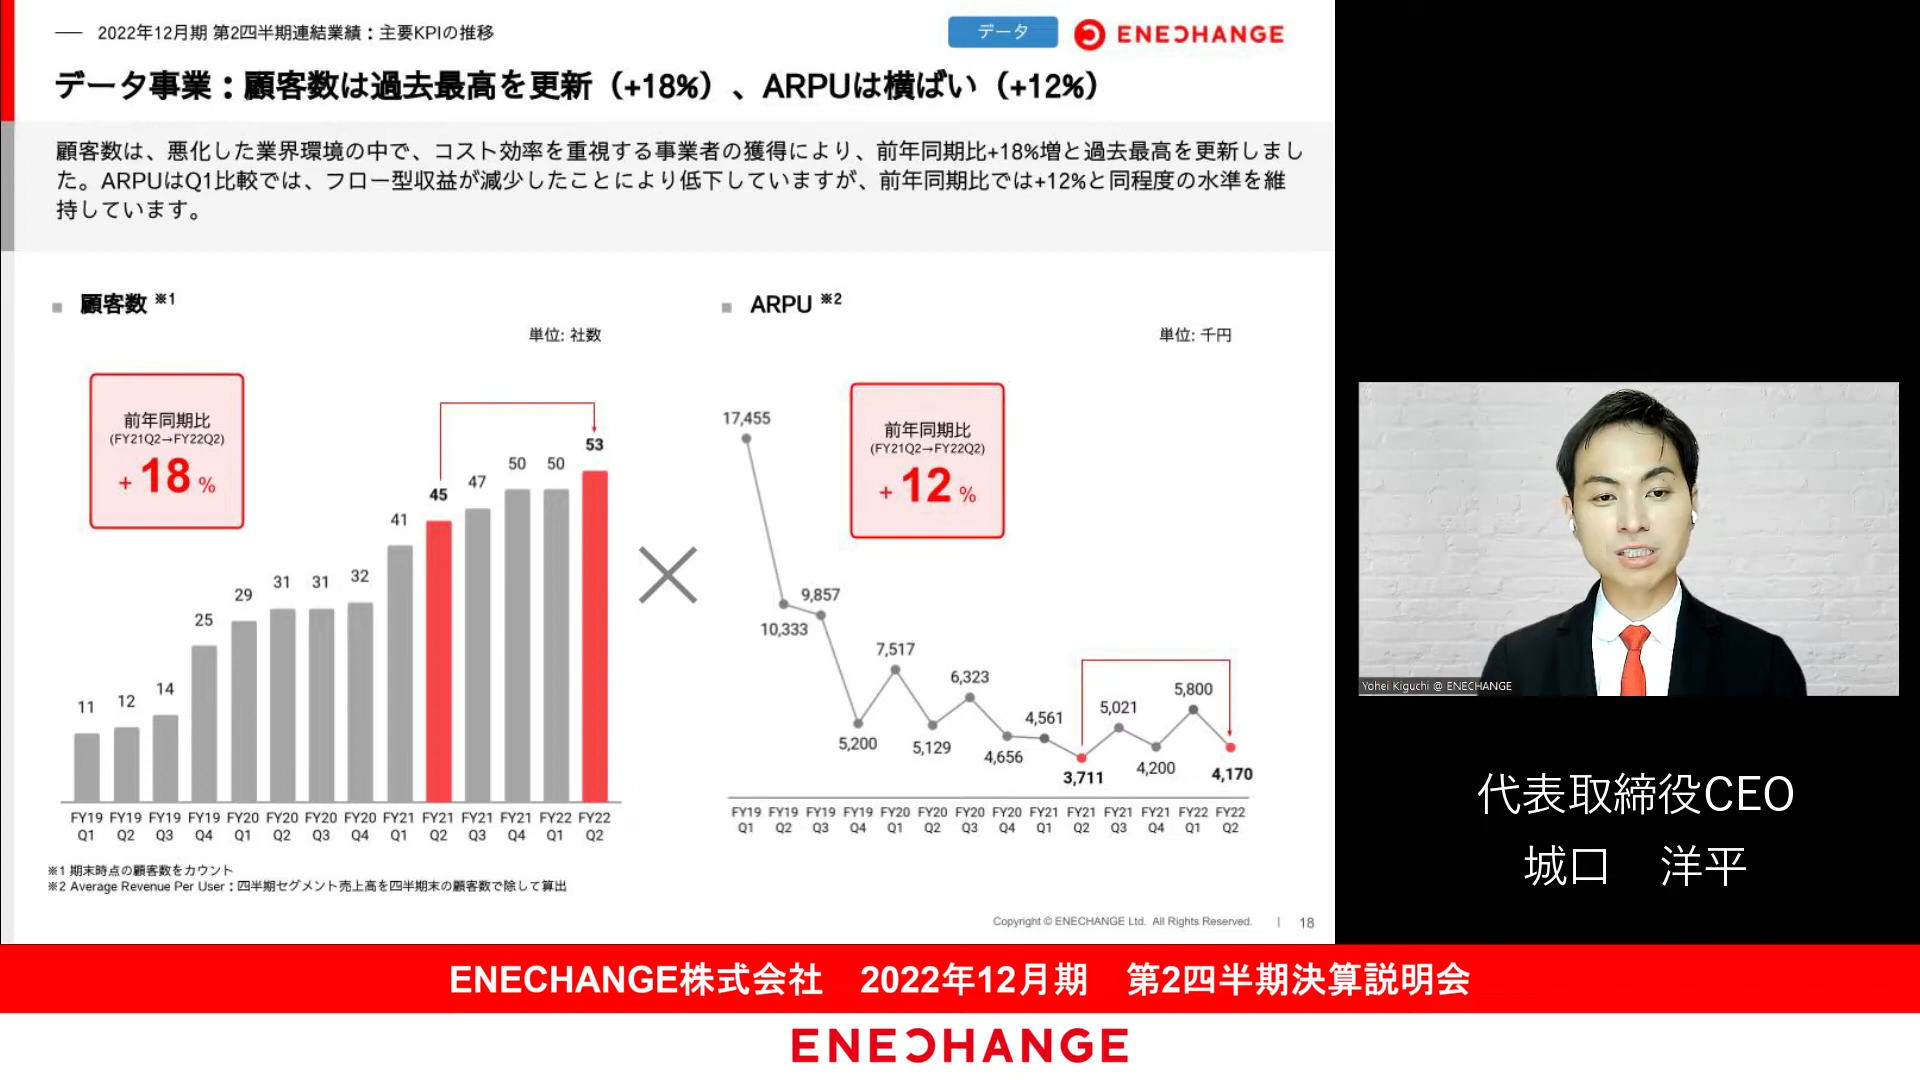 2022年12月期 第2四半期連結業績：主要KPIの推移
データ
ENECHANGE
データ事業：顧客数は過去最高を更新（+18%）、ARPUは横ばい（+12%）
顧客数は、悪化した業界環境の中で、コスト効率を重視する事業者の獲得により、前年同期比+18%増と過去最高を更新しまし
た。ARPUはQ1比較では、フロー型収益が減少したことにより低下していますが、前年同期比では+12%と同程度の水準を維
持しています。
■ 顧客数 ※1
単位: 社数
前年同期比
(FY21Q2→FY22Q2)
+ 18 %
11
12
14
25
29
31
31
32
41
45
47
50
50
53
FY19 FY19 FY19 FY19 FY20 FY20 FY20 FY20 FY21 FY21 FY21 FY21 FY22 FY22
Q1 Q2 Q3 Q4 Q1 Q2 Q3 Q4 Q1 Q2 Q3 Q4 Q1 Q2
■ ARPU ※2
単位: 千円
前年同期比
(FY21Q2→FY22Q2)
+ 12 %
17,455
10,333
9,857
5,200
7,517
5,129
6,323
4,656
4,561
3,711
5,021
4,200
5,800
4,170
FY19 FY19 FY19 FY19 FY20 FY20 FY20 FY20 FY21 FY21 FY21 FY21 FY22 FY22
Q1 Q2 Q3 Q4 Q1 Q2 Q3 Q4 Q1 Q2 Q3 Q4 Q1 Q2
※1 期末時点の顧客数をカウント
※2 Average Revenue Per User：四半期セグメント売上高を四半期末の顧客数で除して算出
Copyright © ENECHANGE Ltd. All Rights Reserved. | 18
Yohei Kiguchi @ ENECHANGE
代表取締役CEO
城口　洋平
ENECHANGE株式会社　2022年12月期　第2四半期決算説明会
ENECHANGE